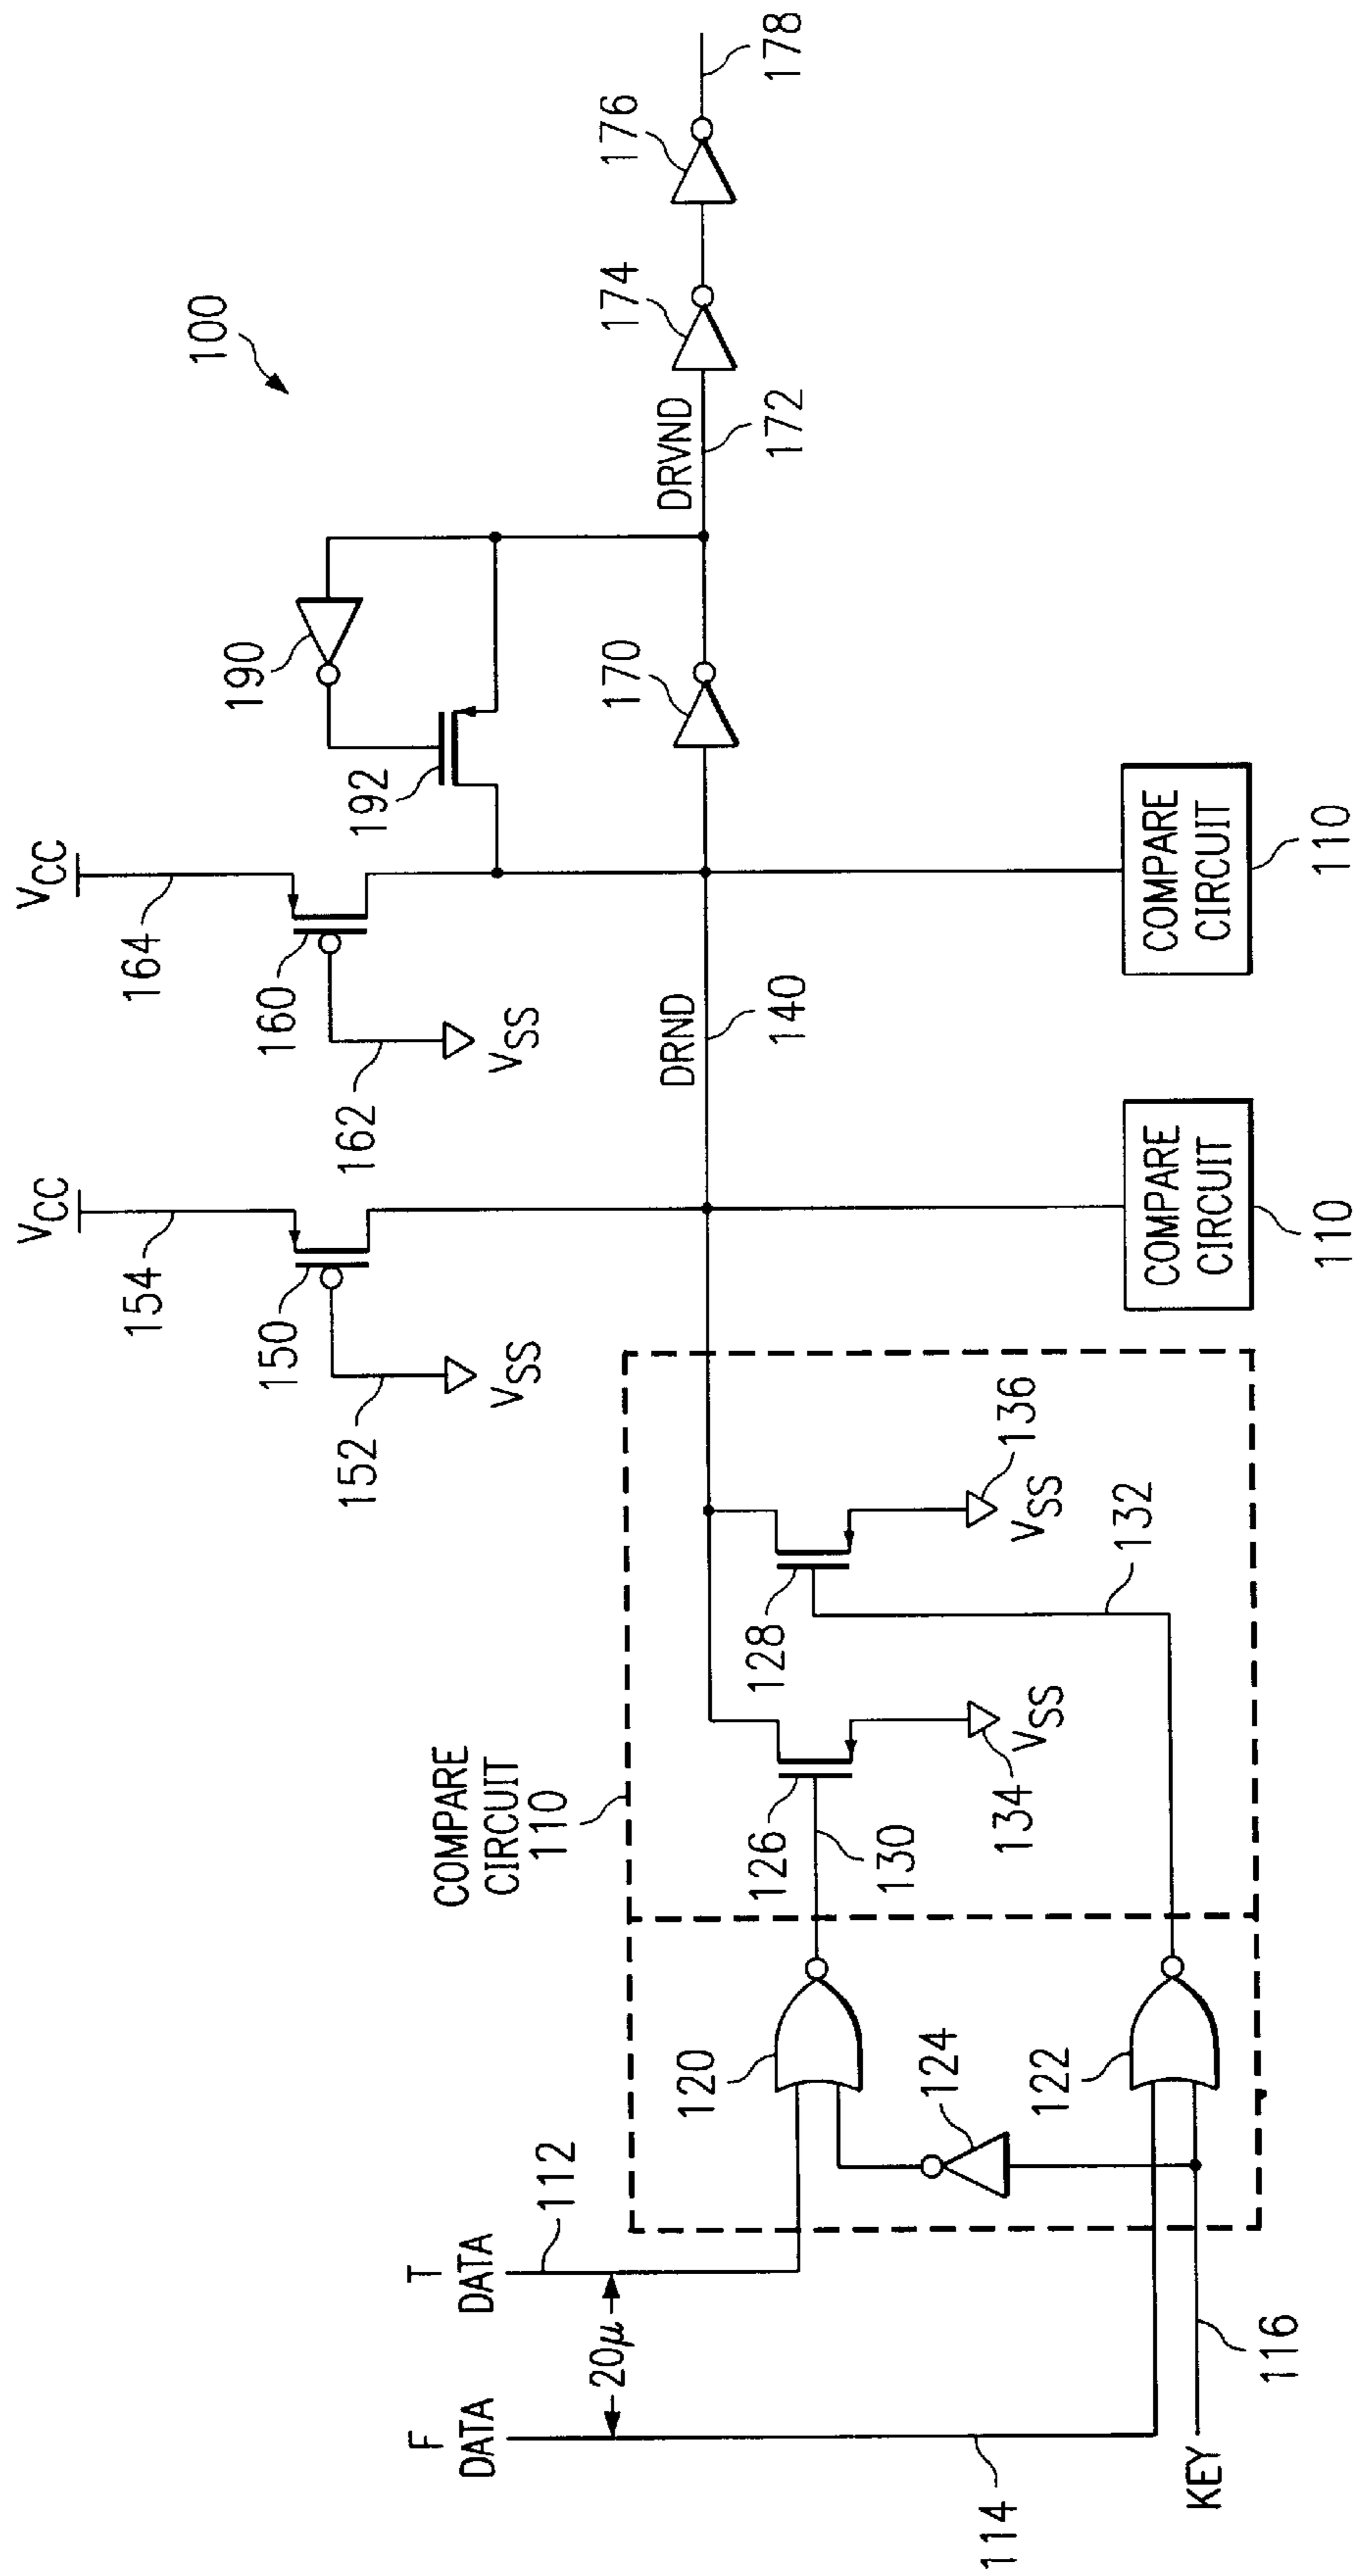 100
VCC
164
160
162
VSS
VCC
154
150
152
VSS
190
192
170
DRVND
172
174
176
178
DRND
140
COMPARE
CIRCUIT
110
COMPARE
CIRCUIT
110
COMPARE
CIRCUIT
110
136
VSS
128
132
126
130
134
VSS
120
124
122
T
DATA
112
20μ
F
DATA
114
KEY
116